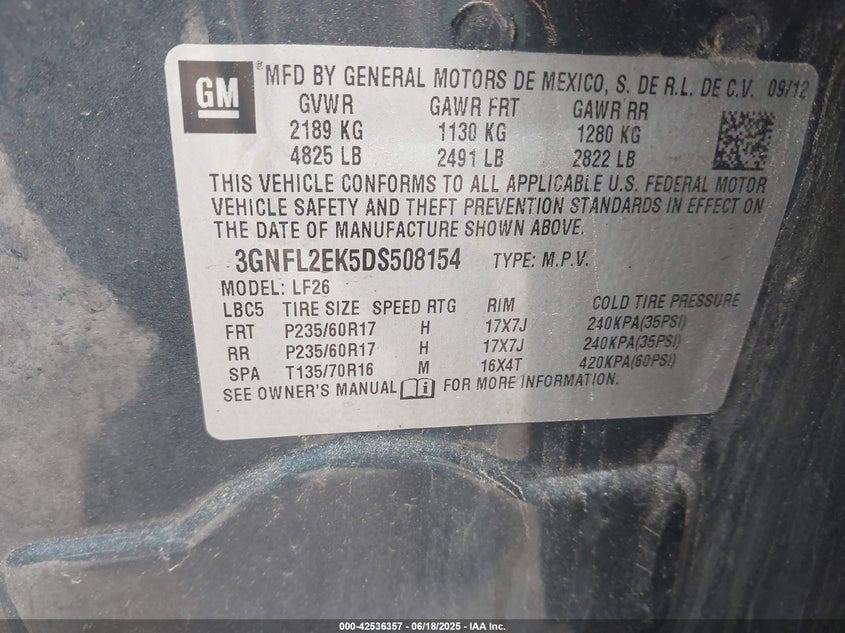 GM
® MFD BY GENERAL MOTORS DE MEXICO, S. DE R.L. DE C.V. 09/12
GVWR GAWR FRT GAWR RR
2189 KG 1130 KG 1280 KG
4825 LB 2491 LB 2822 LB
THIS VEHICLE CONFORMS TO ALL APPLICABLE U.S. FEDERAL MOTOR
VEHICLE SAFETY AND THEFT PREVENTION STANDARDS IN EFFECT ON
THE DATE OF MANUFACTURE SHOWN ABOVE.
3GNFL2EK5DS508154 TYPE: M.P.V.
MODEL: LF26
LBC5 TIRE SIZE SPEED RTG RIM COLD TIRE PRESSURE
FRT P235/60R17 H 17X7J 240KPA(35PSI)
RR P235/60R17 H 17X7J 240KPA(35PSI)
SPA T135/70R16 M 16X4T 420KPA(60PSI)
SEE OWNER'S MANUAL FOR MORE INFORMATION.
000-42536357 - 06/18/2025 - IAA Inc.